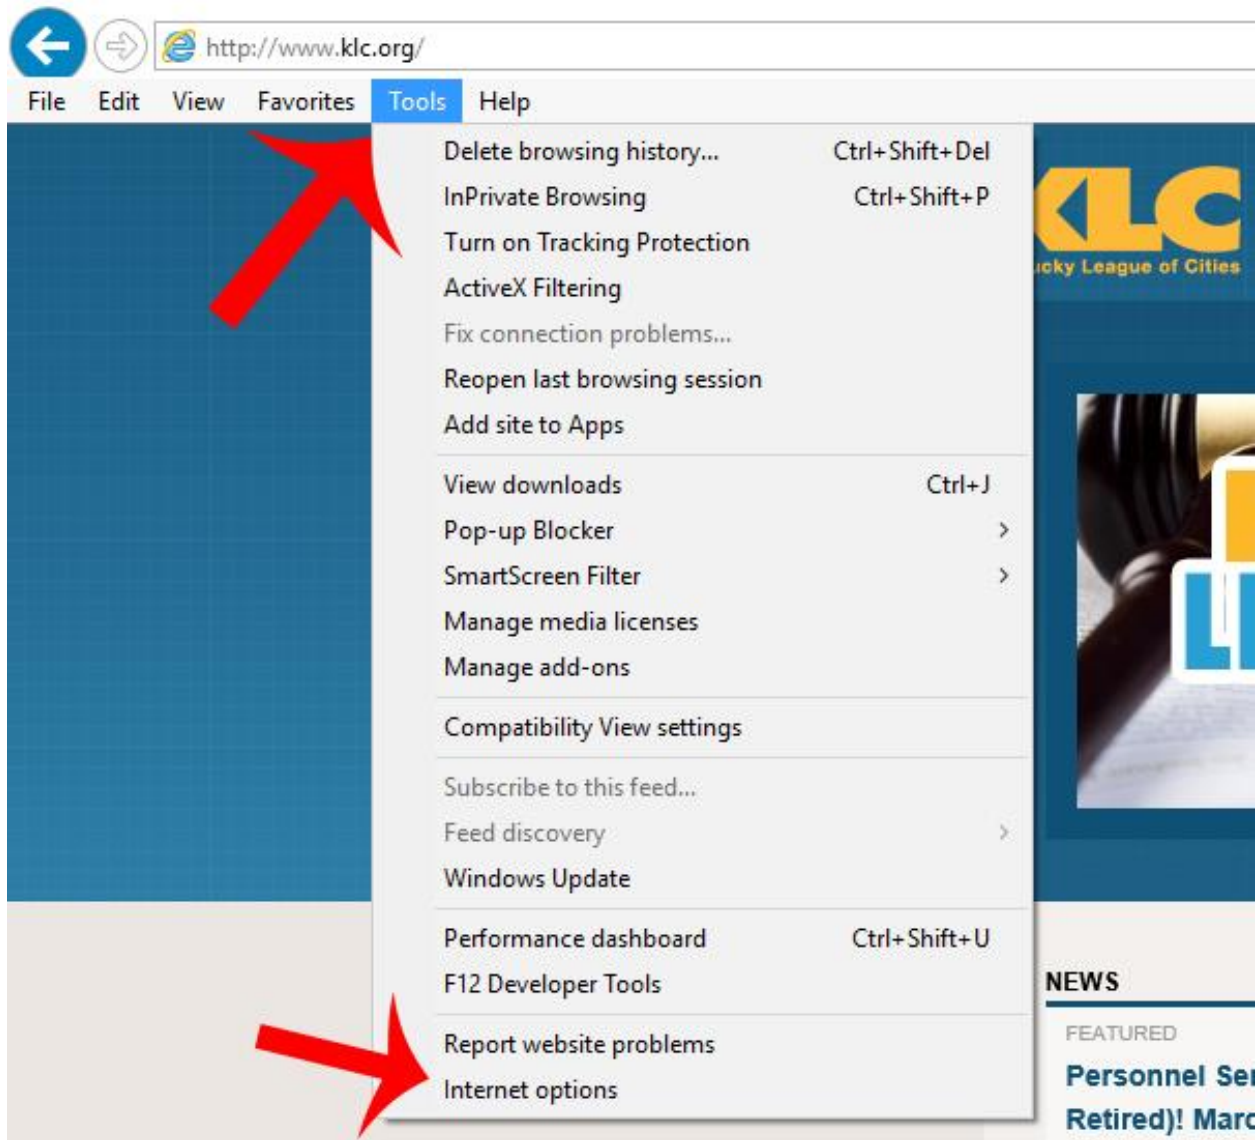 http://www.klc.org/
File Edit View Favorites Tools Help
Delete browsing history... Ctrl+Shift+Del
InPrivate Browsing Ctrl+Shift+P
Turn on Tracking Protection
ActiveX Filtering
Fix connection problems...
Reopen last browsing session
Add site to Apps
View downloads Ctrl+J
Pop-up Blocker
SmartScreen Filter
Manage media licenses
Manage add-ons
Compatibility View settings
Subscribe to this feed...
Feed discovery
Windows Update
Performance dashboard Ctrl+Shift+U
F12 Developer Tools
Report website problems
Internet options
KLC
ucky League of Cities
NEWS
FEATURED
Personnel Ser
Retired)! Marc